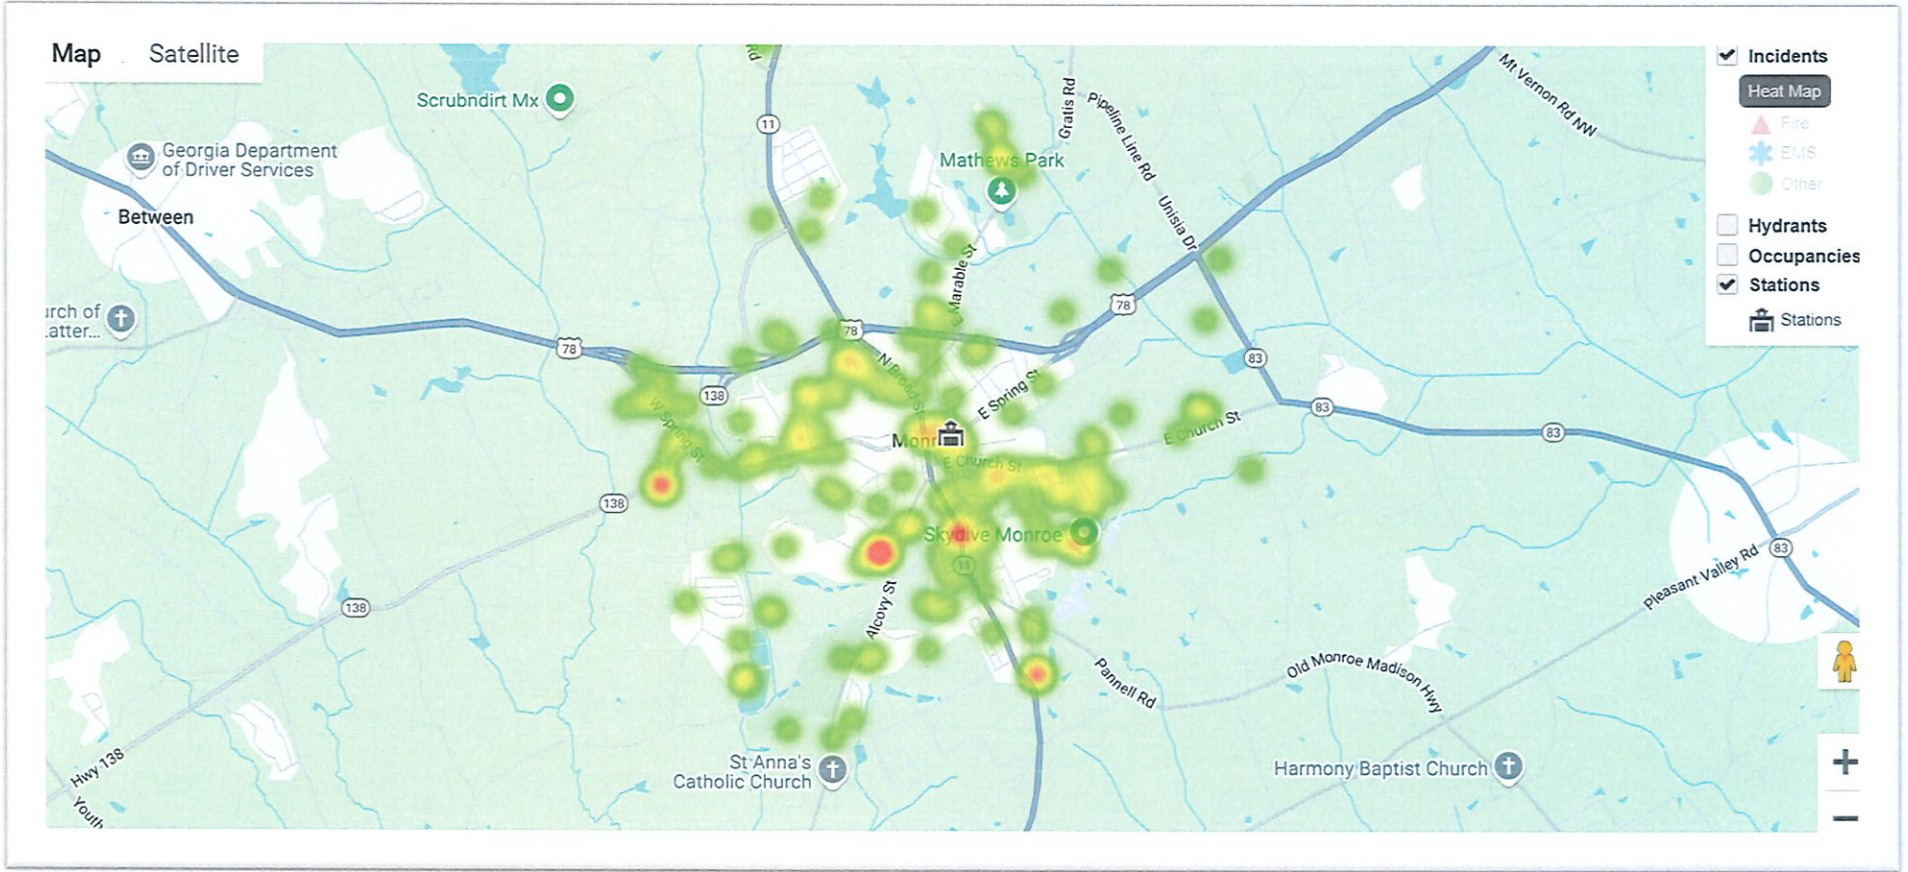 Map Satellite
Rd
Scrubndirt Mx
11
Gratis Rd
Pipeline Line Rd
Mt Vernon Rd NW
Incidents
Heat Map
Fire
EMS
Other
Hydrants
Occupancies
Stations
Stations
Georgia Department
of Driver Services
Mathews Park
Between
Unisia Dr
E Marable St
urch of
atter...
78
78
78
83
138
N Broad St
E Spring St
83
83
W Spring St
Monr
E Church St
E Church St
138
Skydive Monroe
11
83
Pleasant Valley Rd
138
Alcovy St
Pannell Rd
Old Monroe Madison Hwy
Hwy 138
Youth
St Anna's
Catholic Church
Harmony Baptist Church
+
−